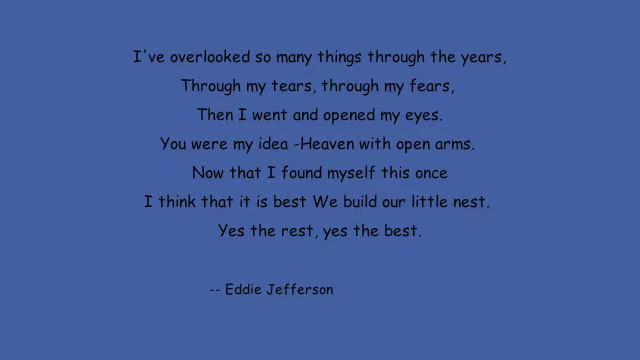 I've overlooked so many things through the years,
Through my tears, through my fears,
Then I went and opened my eyes.
You were my idea -Heaven with open arms.
Now that I found myself this once
I think that it is best We build our little nest.
Yes the rest, yes the best.
-- Eddie Jefferson